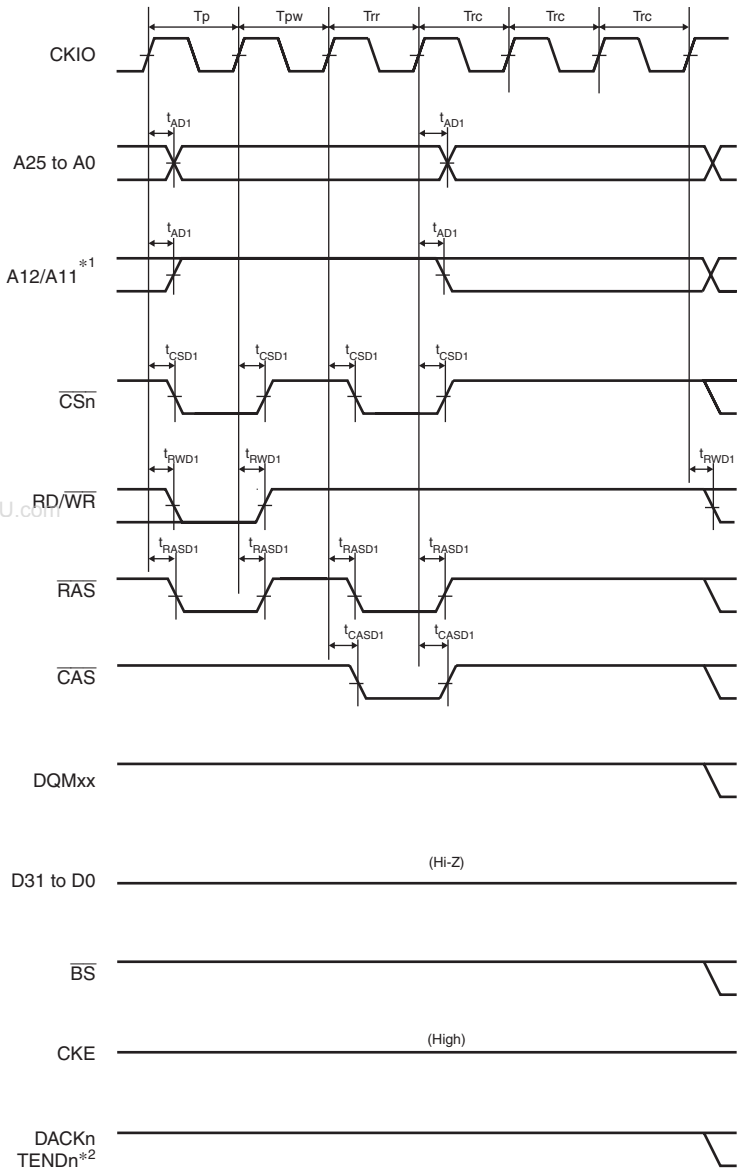 Tp Tpw Trr Trc Trc Trc
CKIO
tAD1 tAD1
A25 to A0
tAD1 tAD1
A12/A11*1
tCSD1 tCSD1 tCSD1 tCSD1
CSn
tRWD1 tRWD1 tRWD1
RD/WR
U.com
tRASD1 tRASD1 tRASD1 tRASD1
RAS
tCASD1 tCASD1
CAS
DQMxx
(Hi-Z)
D31 to D0
BS
(High)
CKE
DACKn
TENDn*2